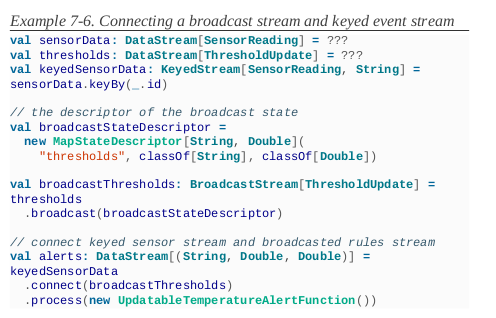 Example 7-6. Connecting a broadcast stream and keyed event stream
val sensorData: DataStream[SensorReading] = ???
val thresholds: DataStream[ThresholdUpdate] = ???
val keyedSensorData: KeyedStream[SensorReading, String] =
sensorData.keyBy(_.id)
// the descriptor of the broadcast state
val broadcastStateDescriptor =
  new MapStateDescriptor[String, Double](
    "thresholds", classOf[String], classOf[Double])
val broadcastThresholds: BroadcastStream[ThresholdUpdate] =
thresholds
  .broadcast(broadcastStateDescriptor)
// connect keyed sensor stream and broadcasted rules stream
val alerts: DataStream[(String, Double, Double)] =
keyedSensorData
  .connect(broadcastThresholds)
  .process(new UpdatableTemperatureAlertFunction())